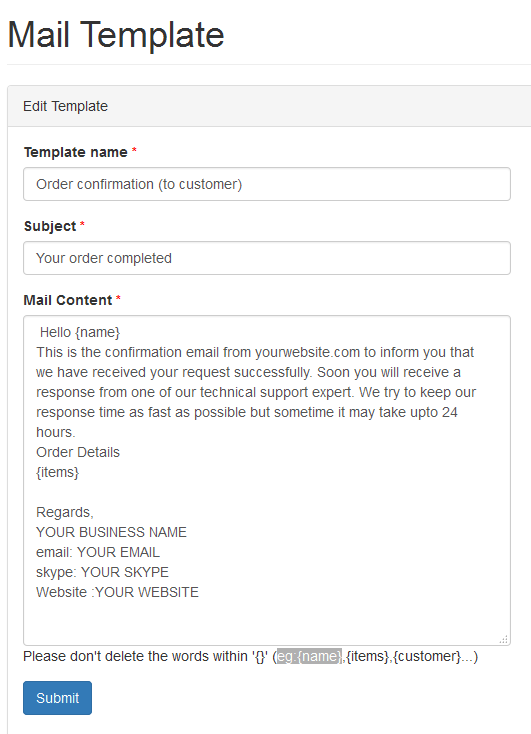 Mail Template
Edit Template
Template name *
Order confirmation (to customer)
Subject *
Your order completed
Mail Content *
Hello {name}
This is the confirmation email from yourwebsite.com to inform you that
we have received your request successfully. Soon you will receive a
response from one of our technical support expert. We try to keep our
response time as fast as possible but sometime it may take upto 24
hours.
Order Details
{items}
Regards,
YOUR BUSINESS NAME
email: YOUR EMAIL
skype: YOUR SKYPE
Website :YOUR WEBSITE
Please don't delete the words within '{}' (eg:{name},{items},{customer}...)
Submit